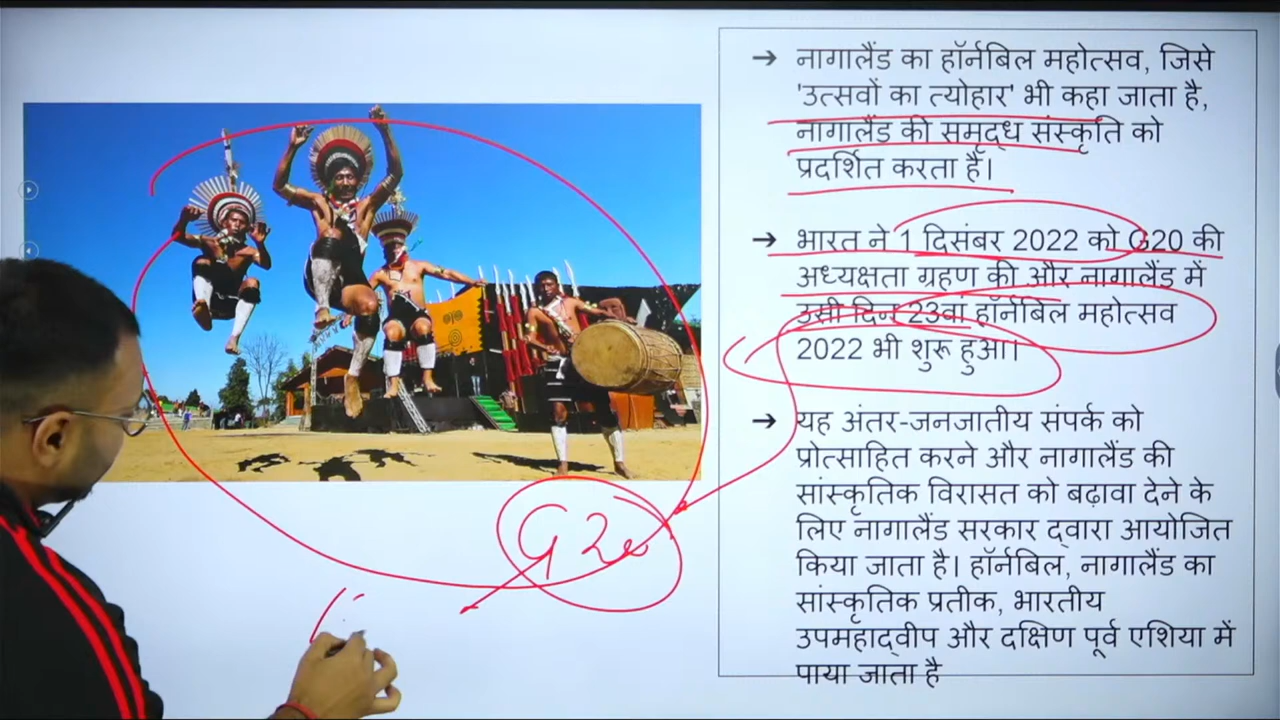 → नागालैंड का हॉर्नबिल महोत्सव, जिसे
'उत्सवों का त्योहार' भी कहा जाता है,
नागालैंड की समृद्ध संस्कृति को
प्रदर्शित करता है।
→ भारत ने 1 दिसंबर 2022 को G20 की
अध्यक्षता ग्रहण की और नागालैंड में
उसी दिन 23वां हॉर्नबिल महोत्सव
2022 भी शुरू हुआ।
→ यह अंतर-जनजातीय संपर्क को
प्रोत्साहित करने और नागालैंड की
सांस्कृतिक विरासत को बढ़ावा देने के
लिए नागालैंड सरकार द्वारा आयोजित
किया जाता है। हॉर्नबिल, नागालैंड का
सांस्कृतिक प्रतीक, भारतीय
उपमहाद्वीप और दक्षिण पूर्व एशिया में
पाया जाता है
G20